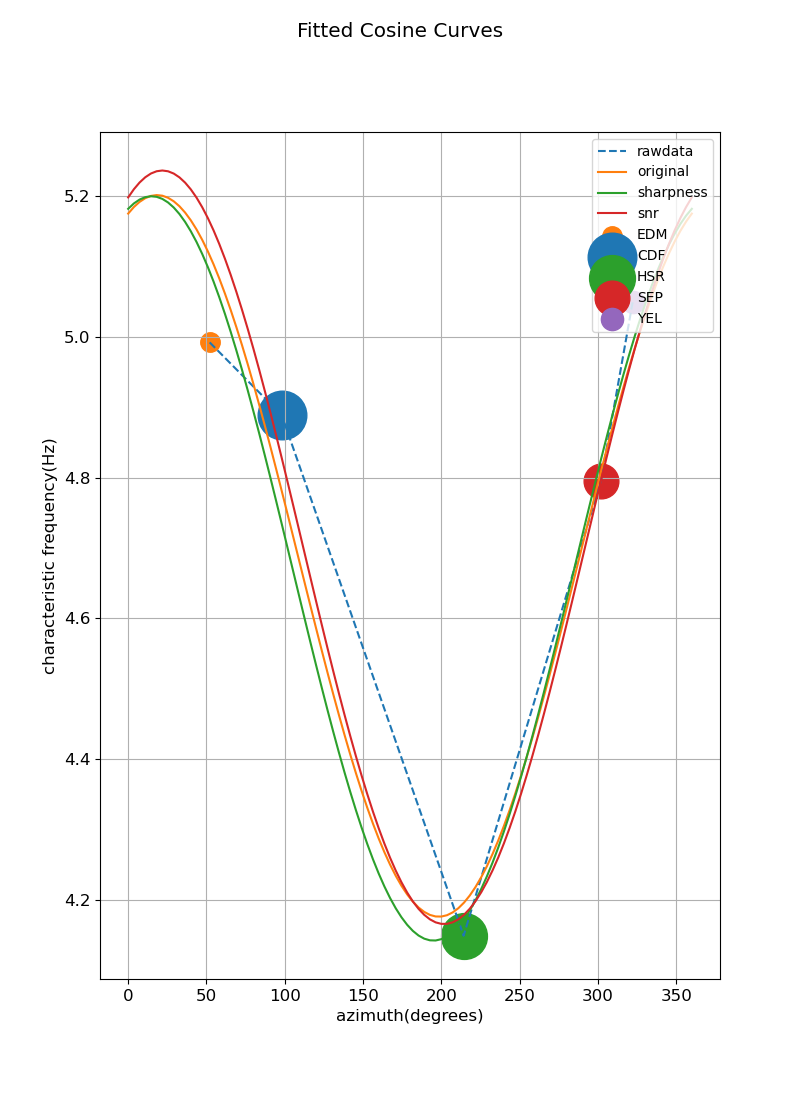 Fitted Cosine Curves
rawdata
original
sharpness
snr
EDM
CDF
HSR
SEP
YEL
characteristic frequency(Hz)
5.2
5.0
4.8
4.6
4.4
4.2
0 50 100 150 200 250 300 350
azimuth(degrees)